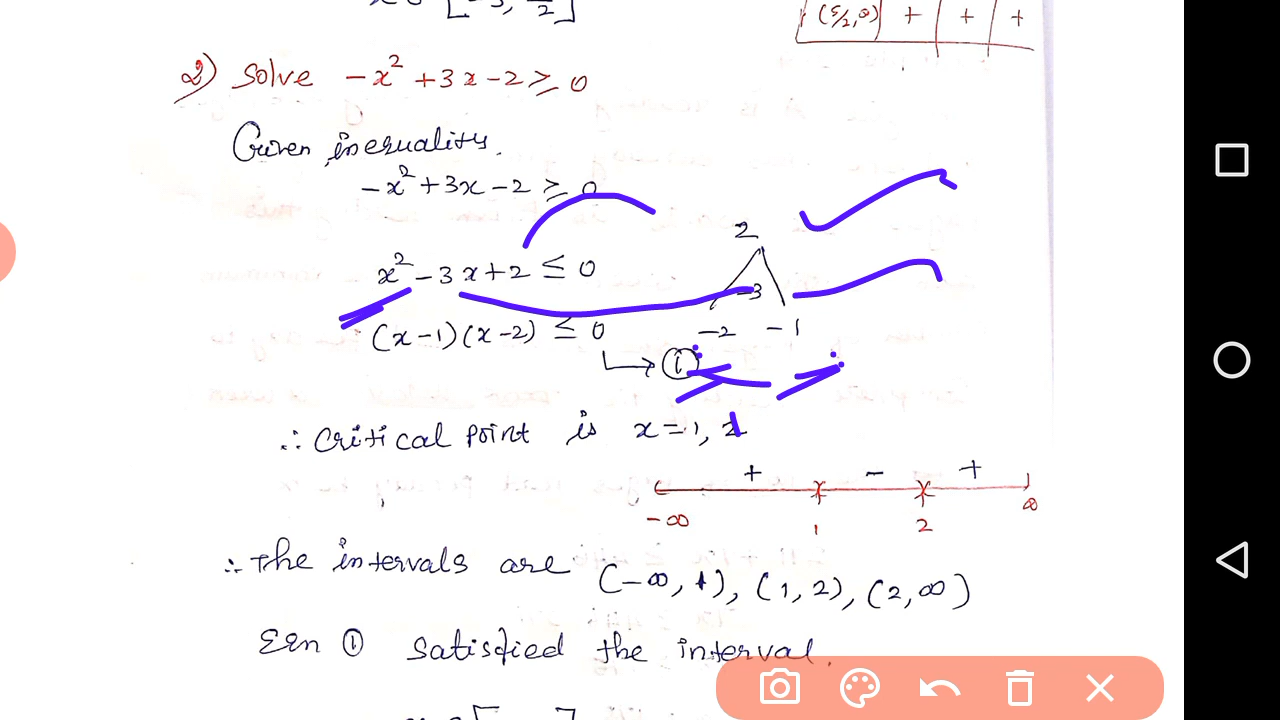 (5/2, ∞) + + +
2) Solve -x² + 3x - 2 ≥ 0
Given inequality.
-x² + 3x - 2 ≥ 0
x² - 3x + 2 ≤ 0
2
-3
-2 -1
(x-1)(x-2) ≤ 0
→ ①
∴ Critical point is x = 1, 2
+ - +
-∞ 1 2 ∞
∴ The intervals are (-∞, 1), (1, 2), (2, ∞)
Eqn ① satisfied the interval.